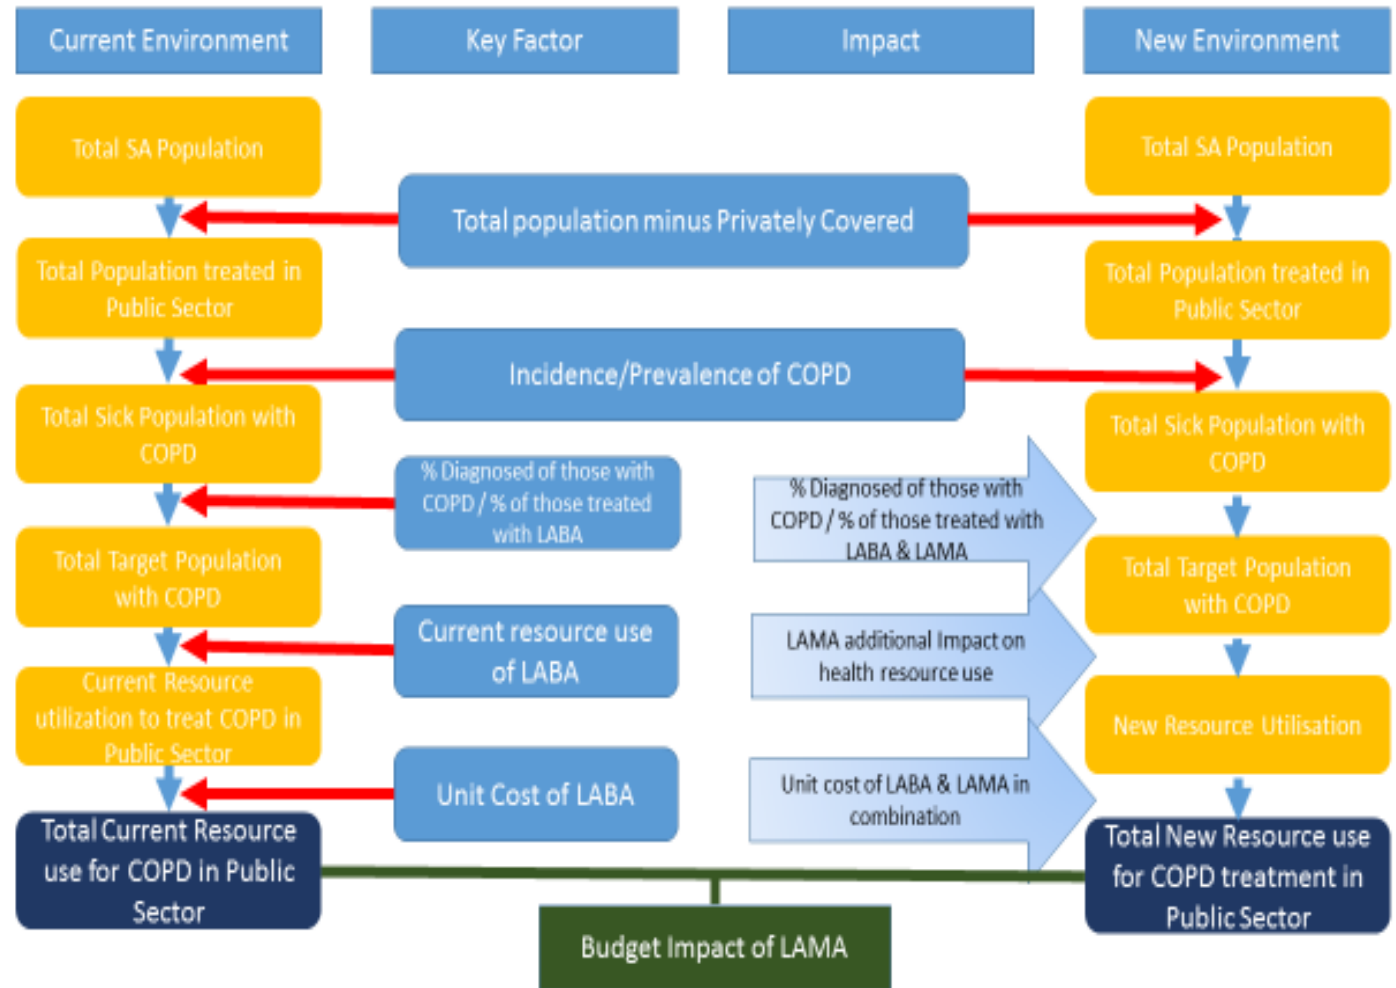 Current Environment
Key Factor
Impact
New Environment
Total SA Population
Total SA Population
Total population minus Privately Covered
Total Population treated in
Public Sector
Total Population treated in
Public Sector
Incidence/Prevalence of COPD
Total Sick Population with
COPD
Total Sick Population with
COPD
% Diagnosed of those with
COPD / % of those treated
with LABA
% Diagnosed of those with
COPD / % of those treated with
LABA & LAMA
Total Target Population
with COPD
Total Target Population
with COPD
Current resource use
of LABA
LAMA additional Impact on
health resource use
Current Resource
utilization to treat COPD in
Public Sector
New Resource Utilisation
Unit Cost of LABA
Unit cost of LABA & LAMA in
combination
Total Current Resource
use for COPD in Public
Sector
Total New Resource use
for COPD treatment in
Public Sector
Budget Impact of LAMA